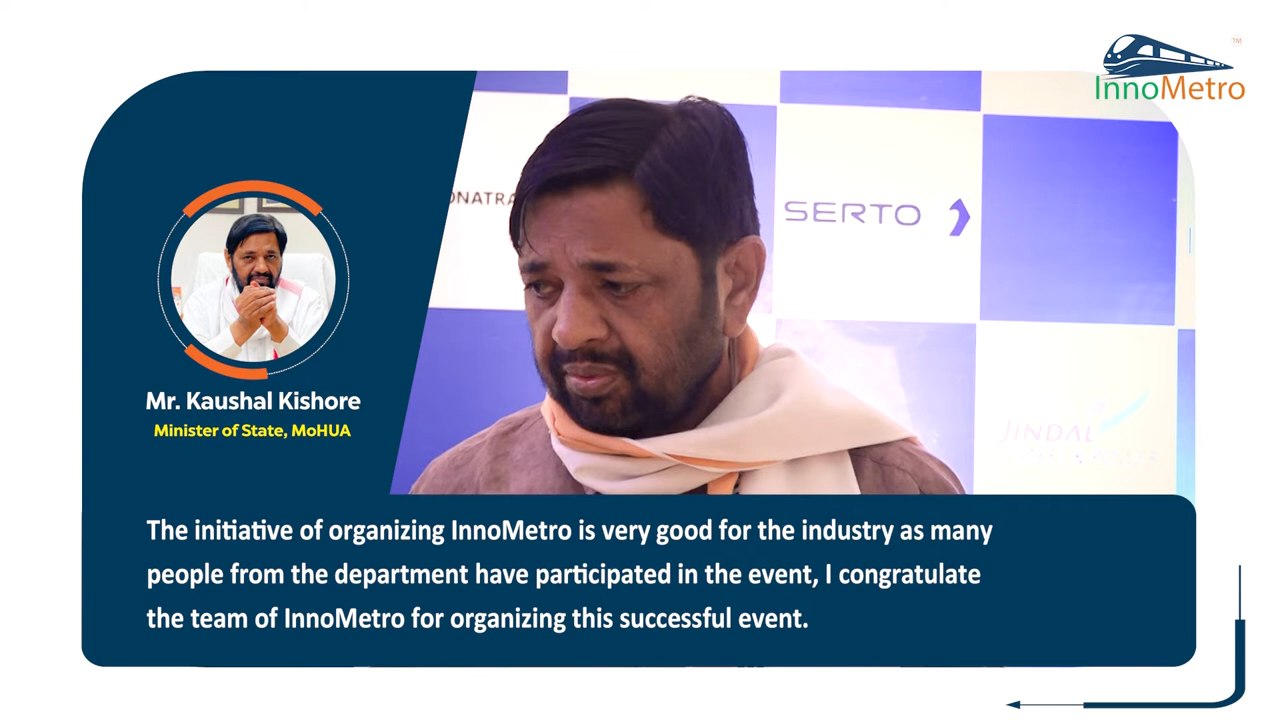 TM
InnoMetro
SERTO
JINDAL
Mr. Kaushal Kishore
Minister of State, MoHUA
The initiative of organizing InnoMetro is very good for the industry as many
people from the department have participated in the event, I congratulate
the team of InnoMetro for organizing this successful event.